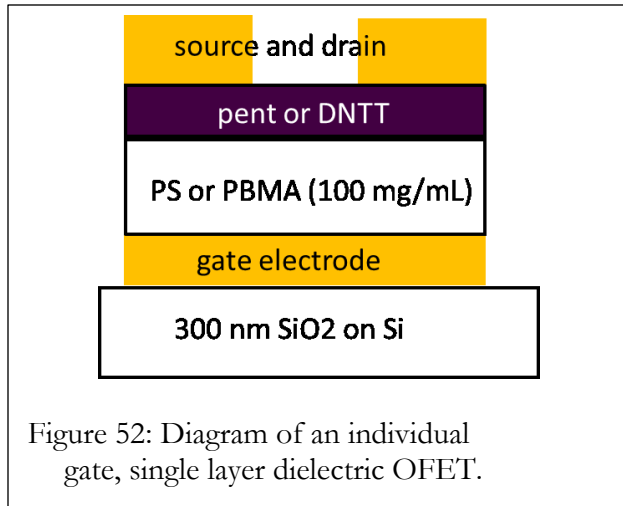 source and drain
pent or DNTT
PS or PBMA (100 mg/mL)
gate electrode
300 nm SiO2 on Si
Figure 52: Diagram of an individual
gate, single layer dielectric OFET.